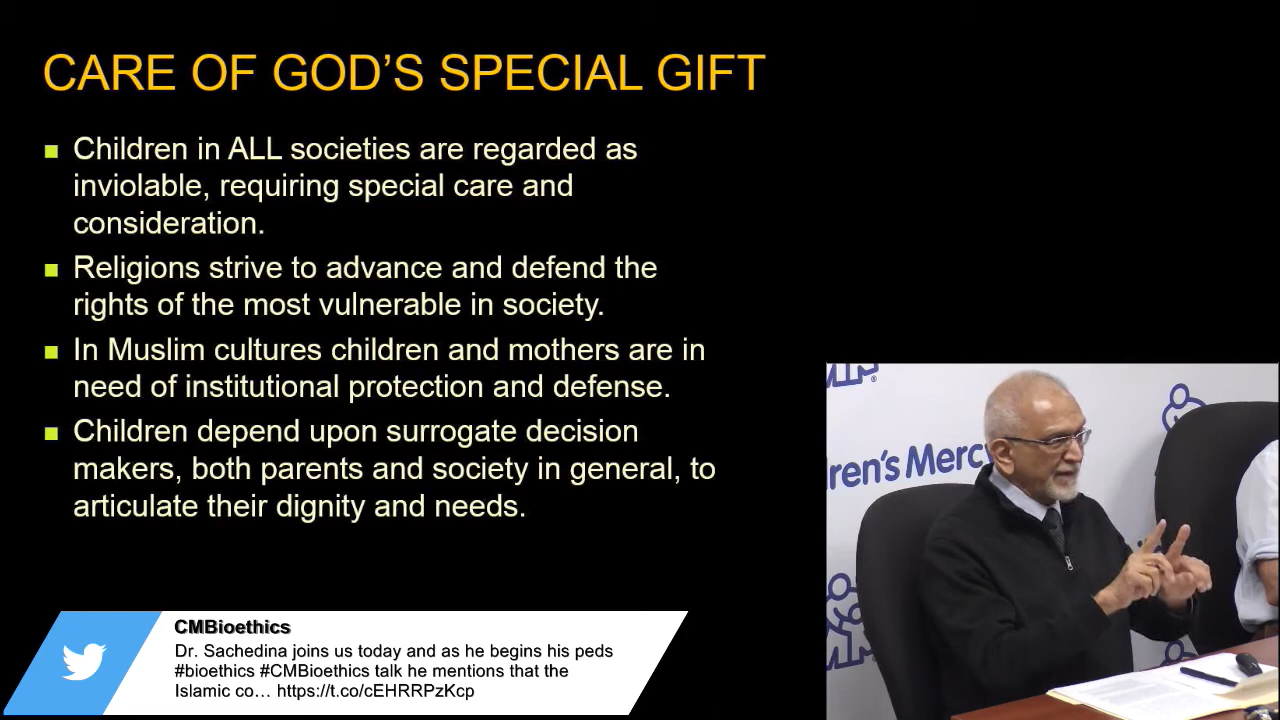 CARE OF GOD’S SPECIAL GIFT
Children in ALL societies are regarded as
inviolable, requiring special care and
consideration.
Religions strive to advance and defend the
rights of the most vulnerable in society.
In Muslim cultures children and mothers are in
need of institutional protection and defense.
Children depend upon surrogate decision
makers, both parents and society in general, to
articulate their dignity and needs.
ren's Mercy
CMBioethics
Dr. Sachedina joins us today and as he begins his peds
#bioethics #CMBioethics talk he mentions that the
Islamic co… https://t.co/cEHRRPzKcp